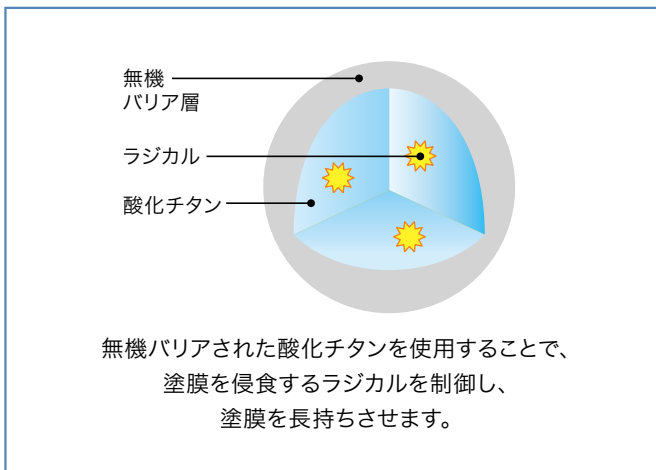 無機
バリア層
ラジカル
酸化チタン
無機バリアされた酸化チタンを使用することで、
塗膜を侵食するラジカルを制御し、
塗膜を長持ちさせます。